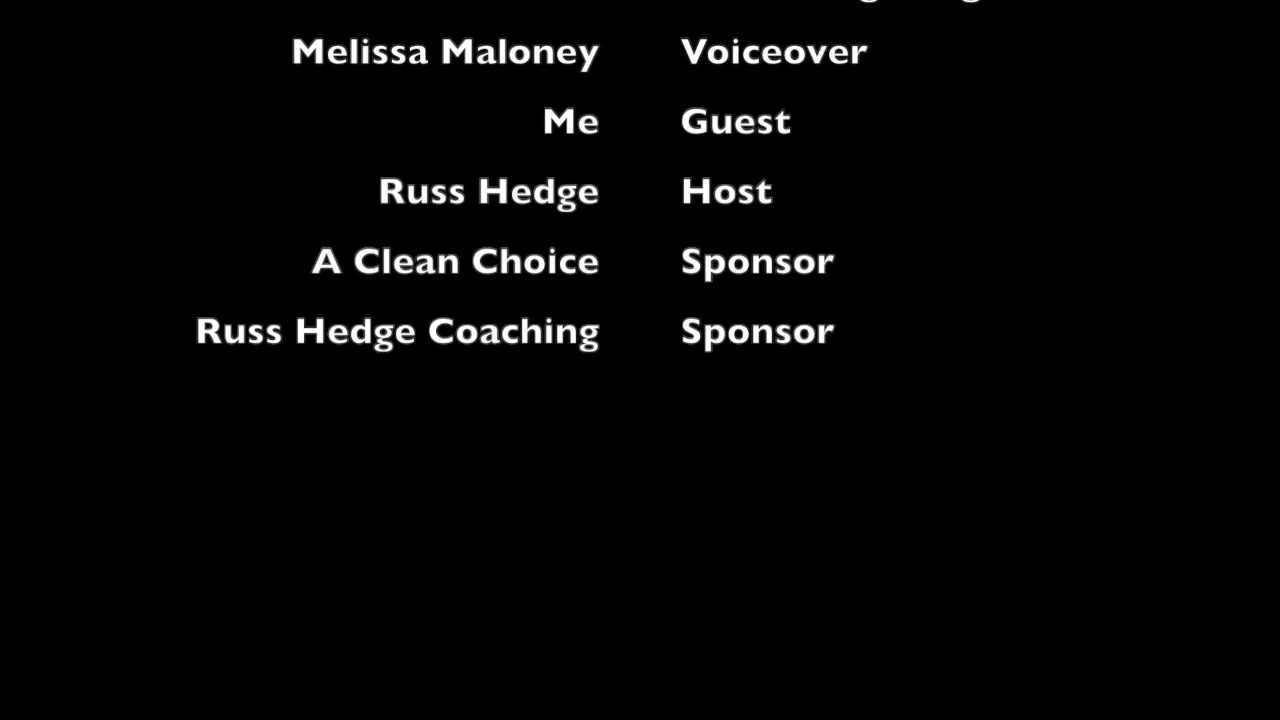 Melissa Maloney Voiceover
Me Guest
Russ Hedge Host
A Clean Choice Sponsor
Russ Hedge Coaching Sponsor